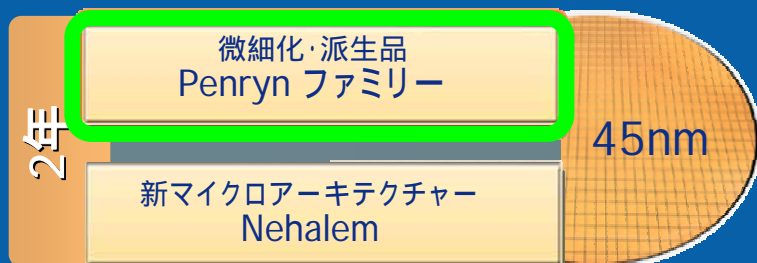 2年
微細化・派生品
Penryn ファミリー
新マイクロアーキテクチャー
Nehalem
45nm